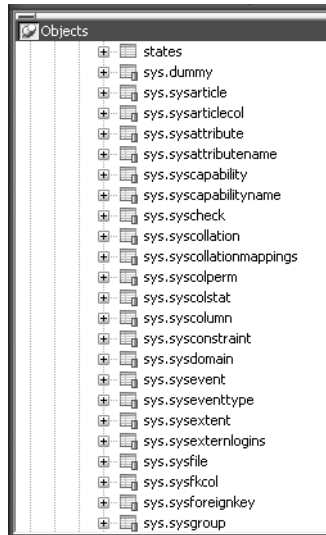 Objects
states
sys.dummy
sys.sysarticle
sys.sysarticlecol
sys.sysattribute
sys.sysattributename
sys.syscapability
sys.syscapabilityname
sys.syscheck
sys.syscollation
sys.syscollationmappings
sys.syscolperm
sys.syscolstat
sys.syscolumn
sys.sysconstraint
sys.sysdomain
sys.sysevent
sys.syseventtype
sys.sysextent
sys.sysexternlogins
sys.sysfile
sys.sysfkcol
sys.sysforeignkey
sys.sysgroup